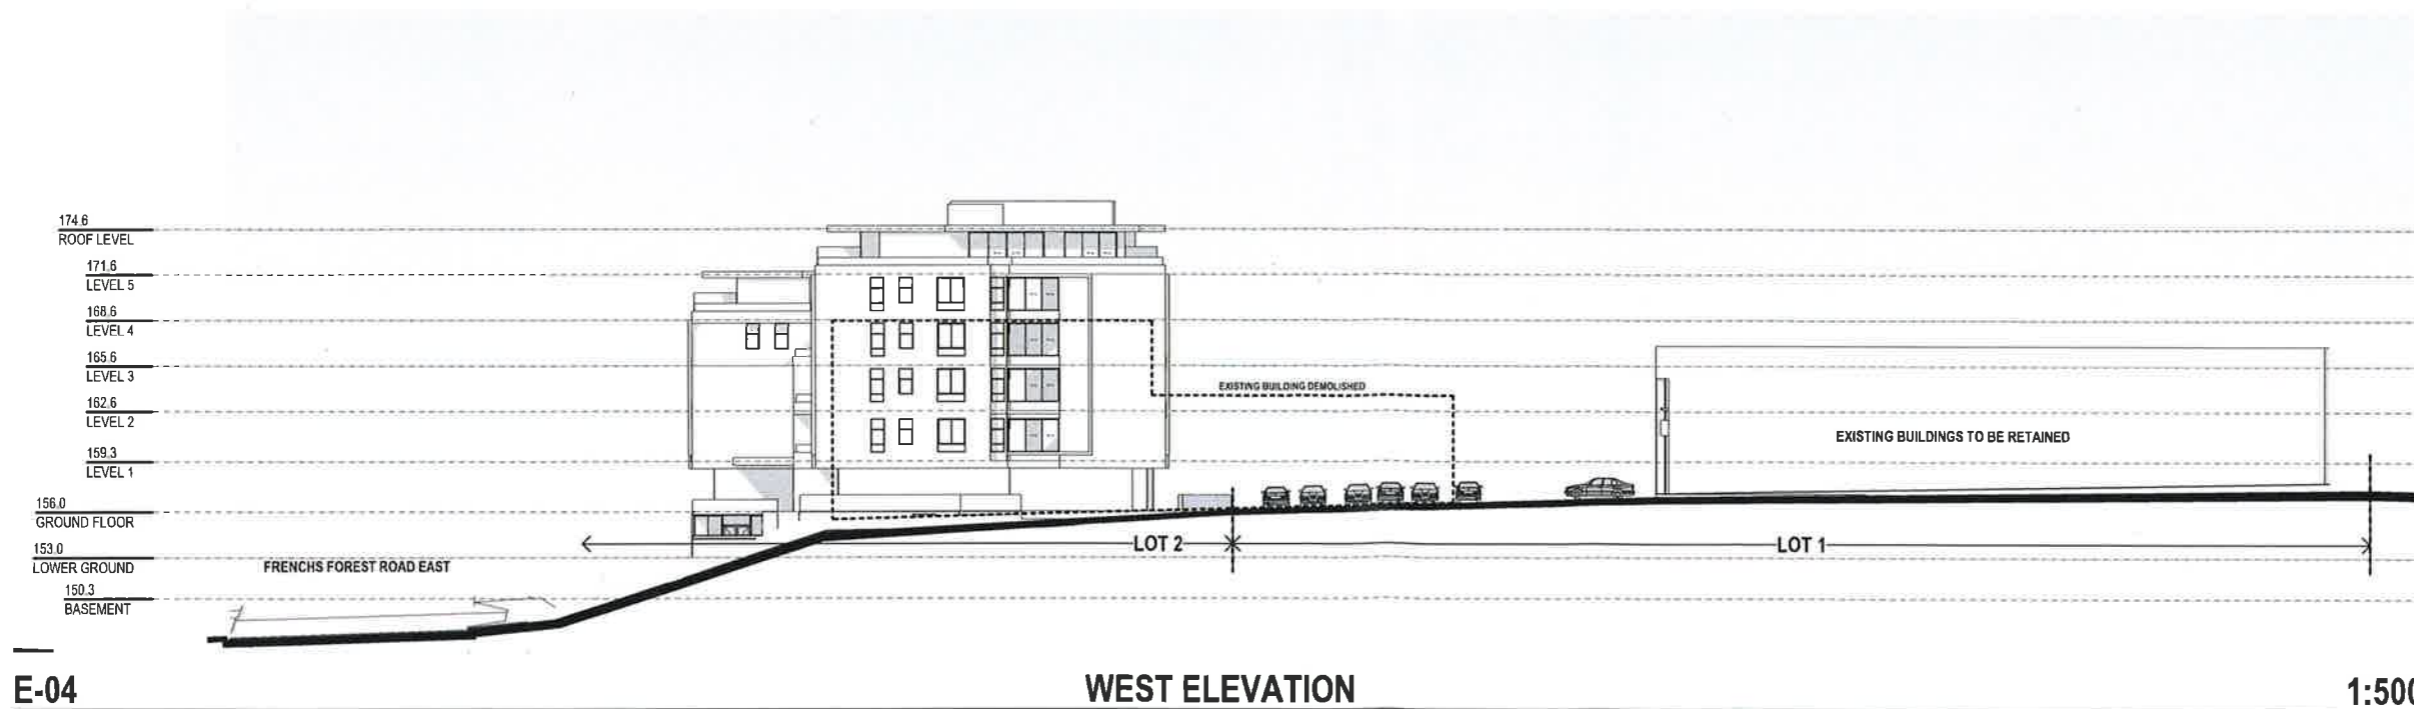 174.6
ROOF LEVEL
171.6
LEVEL 5
168.6
LEVEL 4
165.6
LEVEL 3
162.6
LEVEL 2
159.3
LEVEL 1
156.0
GROUND FLOOR
153.0
LOWER GROUND
150.3
BASEMENT
FRENCHS FOREST ROAD EAST
EXISTING BUILDING DEMOLISHED
EXISTING BUILDINGS TO BE RETAINED
LOT 2
LOT 1
E-04
WEST ELEVATION
1:500